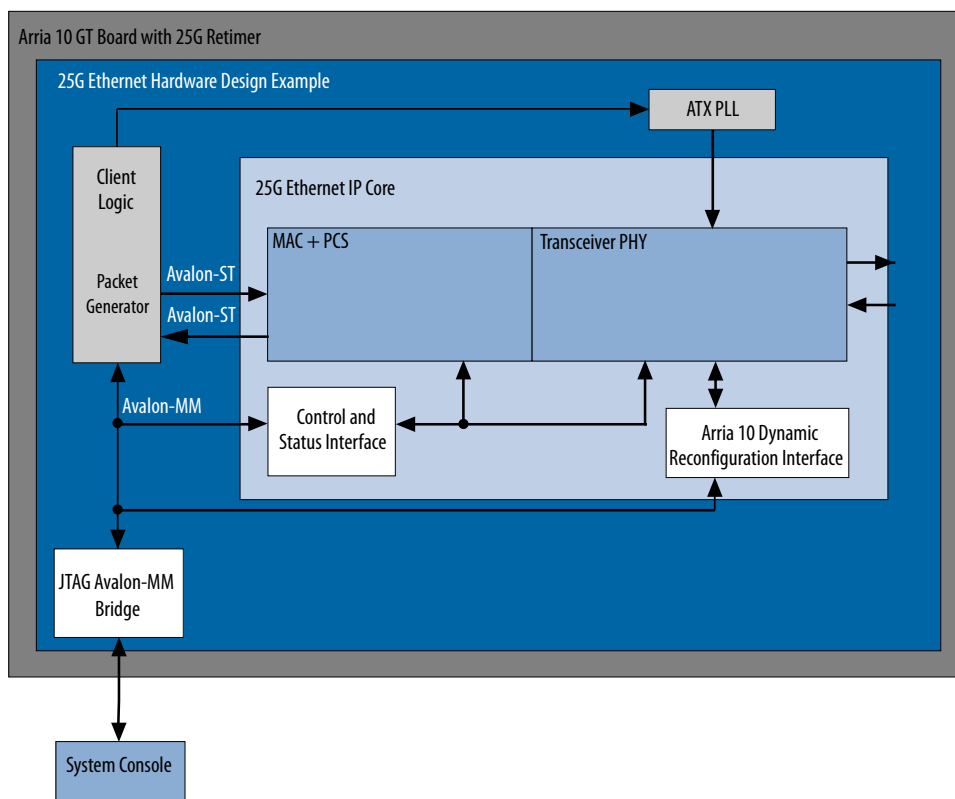 Arria 10 GT Board with 25G Retimer
25G Ethernet Hardware Design Example
ATX PLL
Client
Logic
Packet
Generator
25G Ethernet IP Core
MAC + PCS
Transceiver PHY
Avalon-ST
Avalon-ST
Avalon-MM
Control and
Status Interface
Arria 10 Dynamic
Reconfiguration Interface
JTAG Avalon-MM
Bridge
System Console